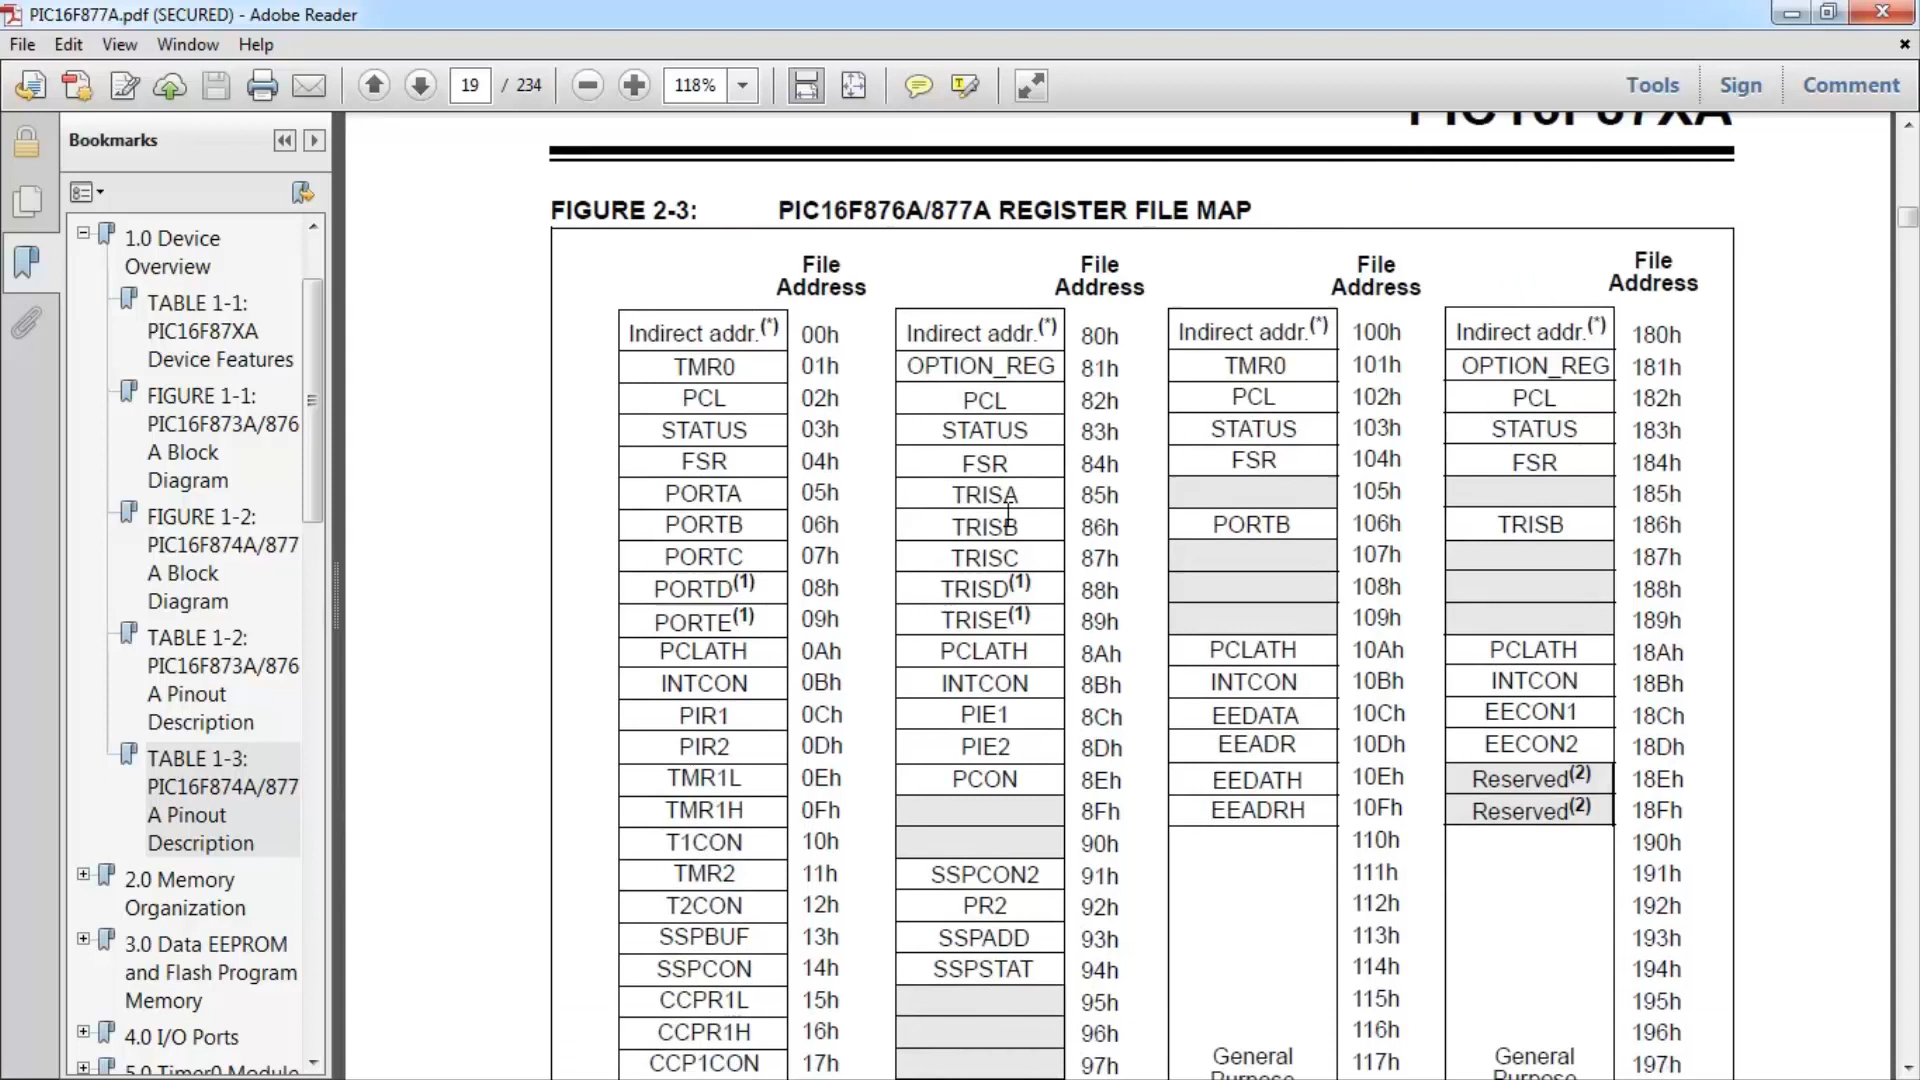 PIC16F877A.pdf (SECURED) - Adobe Reader
File Edit View Window Help
19 / 234 118% Tools Sign Comment
Bookmarks
1.0 Device
Overview
TABLE 1-1:
PIC16F87XA
Device Features
FIGURE 1-1:
PIC16F873A/876
A Block
Diagram
FIGURE 1-2:
PIC16F874A/877
A Block
Diagram
TABLE 1-2:
PIC16F873A/876
A Pinout
Description
TABLE 1-3:
PIC16F874A/877
A Pinout
Description
2.0 Memory
Organization
3.0 Data EEPROM
and Flash Program
Memory
4.0 I/O Ports
5.0 Timer0 Module
PIC16F87XA
FIGURE 2-3: PIC16F876A/877A REGISTER FILE MAP
File File File File
Address Address Address Address
Indirect addr.(*) 00h Indirect addr.(*) 80h Indirect addr.(*) 100h Indirect addr.(*) 180h
TMR0 01h OPTION_REG 81h TMR0 101h OPTION_REG 181h
PCL 02h PCL 82h PCL 102h PCL 182h
STATUS 03h STATUS 83h STATUS 103h STATUS 183h
FSR 04h FSR 84h FSR 104h FSR 184h
PORTA 05h TRISA 85h 105h 185h
PORTB 06h TRISB 86h PORTB 106h TRISB 186h
PORTC 07h TRISC 87h 107h 187h
PORTD(1) 08h TRISD(1) 88h 108h 188h
PORTE(1) 09h TRISE(1) 89h 109h 189h
PCLATH 0Ah PCLATH 8Ah PCLATH 10Ah PCLATH 18Ah
INTCON 0Bh INTCON 8Bh INTCON 10Bh INTCON 18Bh
PIR1 0Ch PIE1 8Ch EEDATA 10Ch EECON1 18Ch
PIR2 0Dh PIE2 8Dh EEADR 10Dh EECON2 18Dh
TMR1L 0Eh PCON 8Eh EEDATH 10Eh Reserved(2) 18Eh
TMR1H 0Fh 8Fh EEADRH 10Fh Reserved(2) 18Fh
T1CON 10h 90h 110h 190h
TMR2 11h SSPCON2 91h 111h 191h
T2CON 12h PR2 92h 112h 192h
SSPBUF 13h SSPADD 93h 113h 193h
SSPCON 14h SSPSTAT 94h 114h 194h
CCPR1L 15h 95h 115h 195h
CCPR1H 16h 96h 116h 196h
CCP1CON 17h 97h General 117h General 197h
Purpose Purpose